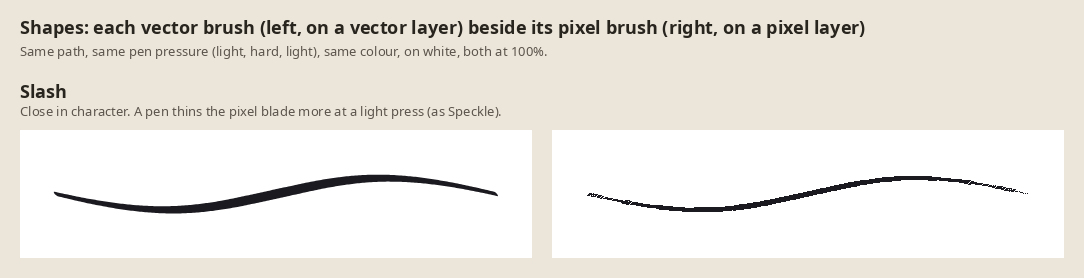 Shapes: each vector brush (left, on a vector layer) beside its pixel brush (right, on a pixel layer)
Same path, same pen pressure (light, hard, light), same colour, on white, both at 100%.
Slash
Close in character. A pen thins the pixel blade more at a light press (as Speckle).